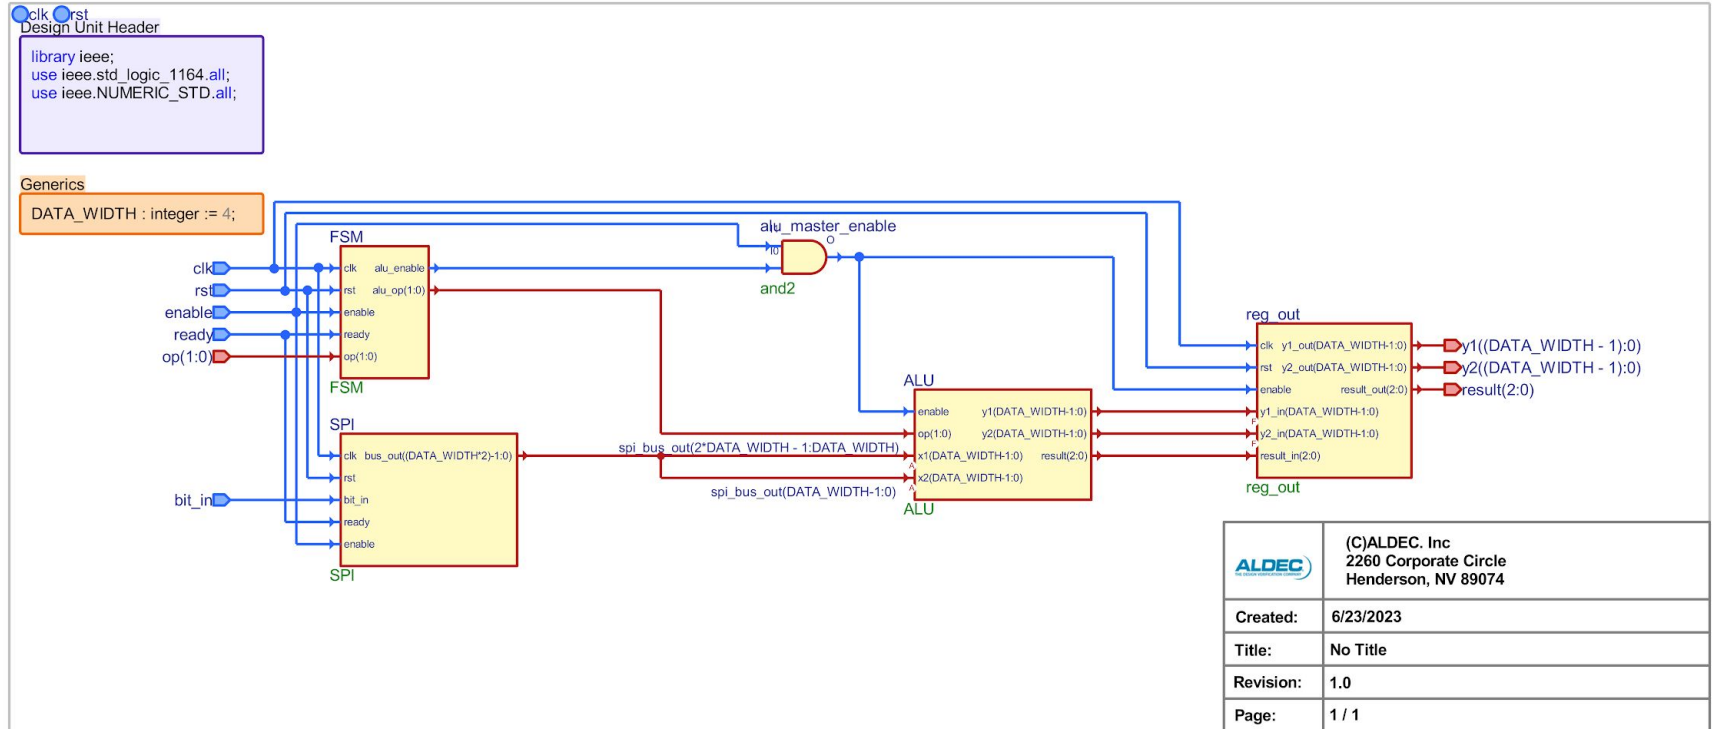 clk rst
Design Unit Header
library ieee;
use ieee.std_logic_1164.all;
use ieee.NUMERIC_STD.all;
Generics
DATA_WIDTH : integer := 4;
clk
rst
enable
ready
op(1:0)
bit_in
FSM
clk alu_enable
rst alu_op(1:0)
enable
ready
op(1:0)
FSM
SPI
clk bus_out((DATA_WIDTH*2)-1:0)
rst
bit_in
ready
enable
SPI
alu_master_enable
I0
O
and2
spi_bus_out(2*DATA_WIDTH - 1:DATA_WIDTH)
spi_bus_out(DATA_WIDTH-1:0)
ALU
enable y1(DATA_WIDTH-1:0)
op(1:0) y2(DATA_WIDTH-1:0)
x1(DATA_WIDTH-1:0) result(2:0)
x2(DATA_WIDTH-1:0)
ALU
reg_out
clk y1_out(DATA_WIDTH-1:0)
rst y2_out(DATA_WIDTH-1:0)
enable result_out(2:0)
y1_in(DATA_WIDTH-1:0)
y2_in(DATA_WIDTH-1:0)
result_in(2:0)
reg_out
y1((DATA_WIDTH - 1):0)
y2((DATA_WIDTH - 1):0)
result(2:0)
ALDEC
THE DESIGN VERIFICATION COMPANY
(C)ALDEC. Inc
2260 Corporate Circle
Henderson, NV 89074
Created: 6/23/2023
Title: No Title
Revision: 1.0
Page: 1 / 1